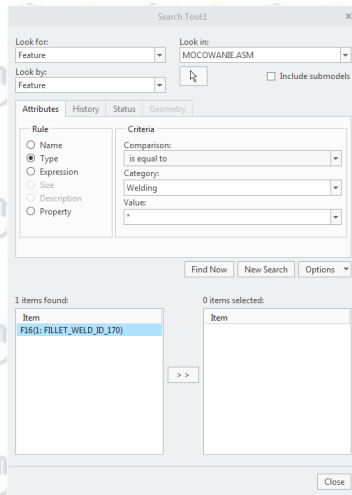 Search Tool:1
Look for:
Look in:
Feature
MOCOWANIE.ASM
Look by:
Feature
Include submodels
Attributes History Status Geometry
Rule
Name
Type
Expression
Size
Description
Property
Criteria
Comparison:
is equal to
Category:
Welding
Value:
*
Find Now New Search Options
1 items found:
Item
F16(1: FILLET_WELD_ID_170)
> >
0 items selected:
Item
Close